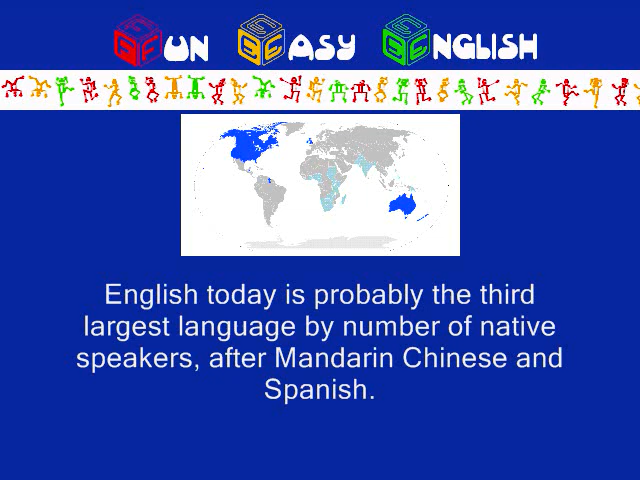 FUN EASY ENGLISH
English today is probably the third
largest language by number of native
speakers, after Mandarin Chinese and
Spanish.